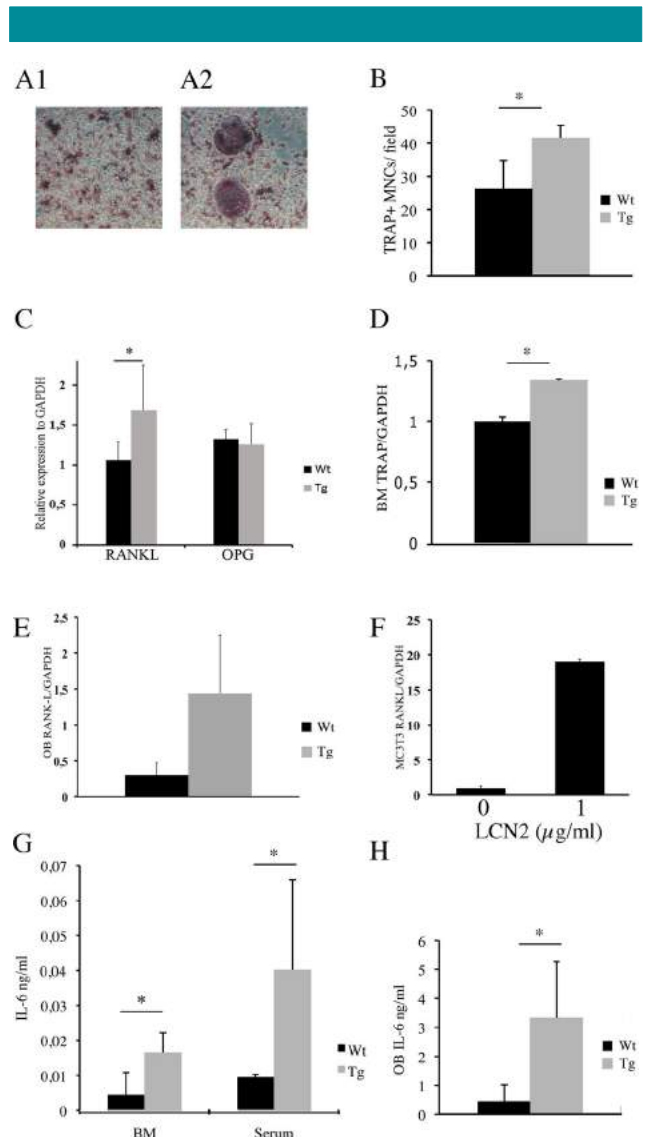 A1
A2
B
TRAP+ MNCs/ field
50
40
30
20
10
0
*
Wt
Tg
C
Relative expression to GAPDH
2
1,5
1
1,5
0
*
RANKL
OPG
Wt
Tg
D
BM TRAP/GAPDH
1,5
1
0,5
0
*
Wt
Tg
E
OB RANK-L/GAPDH
2,5
2
1,5
1
0,5
0
Wt
Tg
F
MC3T3 RANKL/GAPDH
25
20
15
10
5
0
0
1
LCN2 (µg/ml)
G
IL-6 ng/ml
0,07
0,06
0,05
0,04
0,03
0,02
0,01
0
*
*
BM
Serum
Wt
Tg
H
OB IL-6 ng/ml
6
5
4
3
2
1
0
*
Wt
Tg